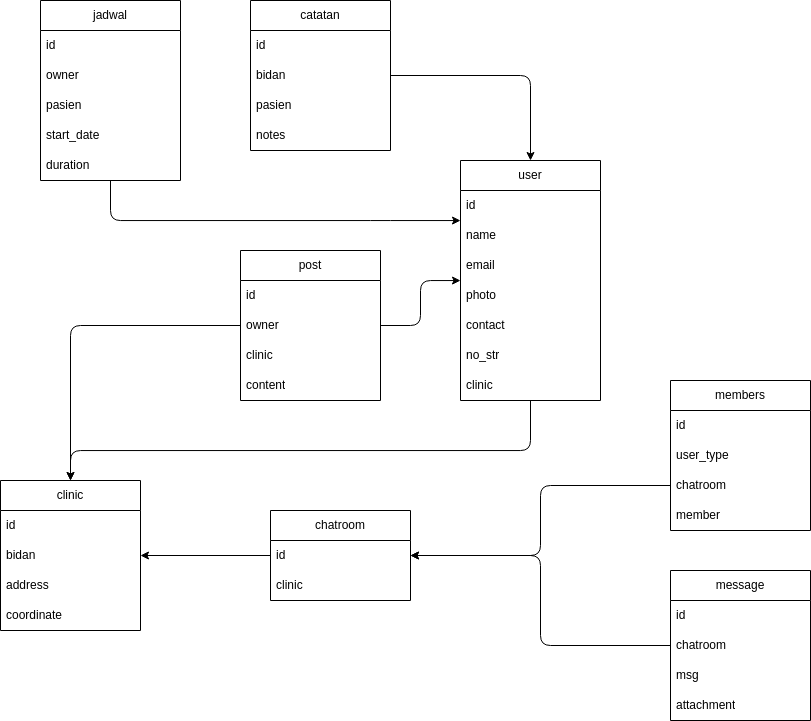 jadwal
id
owner
pasien
start_date
duration
catatan
id
bidan
pasien
notes
user
id
name
email
photo
contact
no_str
clinic
post
id
owner
clinic
content
members
id
user_type
chatroom
member
clinic
id
bidan
address
coordinate
chatroom
id
clinic
message
id
chatroom
msg
attachment